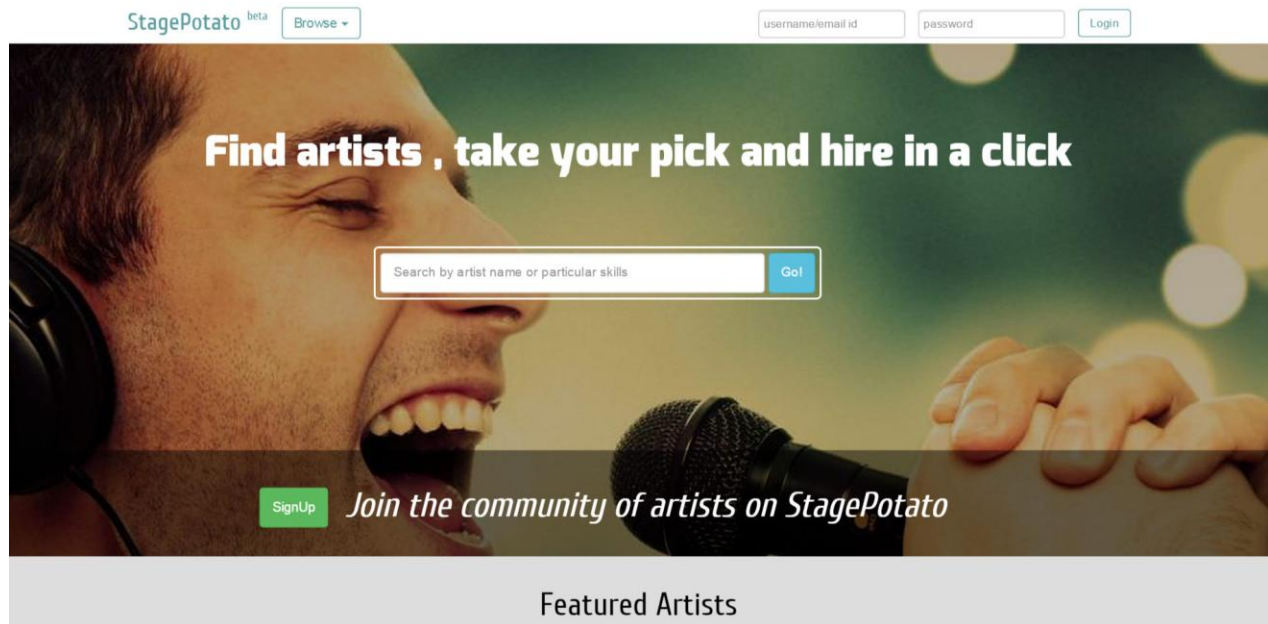 StagePotato beta Browse username/email id password Login
Find artists , take your pick and hire in a click
Search by artist name or particular skills Go!
SignUp Join the community of artists on StagePotato
Featured Artists